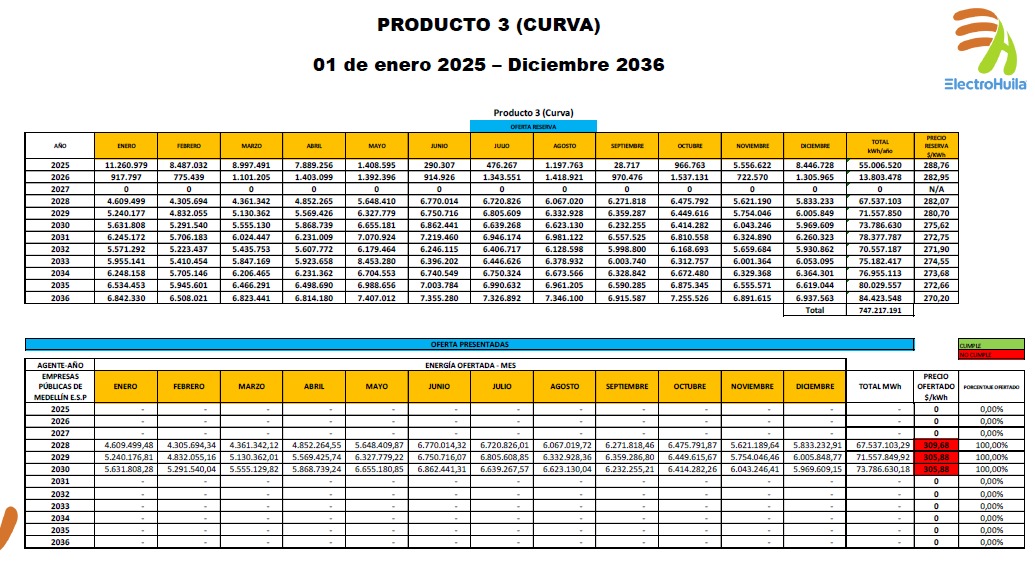 PRODUCTO 3 (CURVA)
01 de enero 2025 – Diciembre 2036
ElectroHuila
Producto 3 (Curva)
OFERTA RESERVA
AÑO ENERO FEBRERO MARZO ABRIL MAYO JUNIO JULIO AGOSTO SEPTIEMBRE OCTUBRE NOVIEMBRE DICIEMBRE TOTAL kWh/año PRECIO RESERVA $/KWh
2025 11.260.979 8.487.032 8.997.491 7.889.256 1.408.595 290.307 476.267 1.197.763 28.717 966.763 5.556.622 8.446.728 55.006.520 288,76
2026 917.797 775.439 1.101.205 1.403.099 1.392.396 914.926 1.343.551 1.418.921 970.476 1.537.131 722.570 1.305.965 13.803.478 282,95
2027 0 0 0 0 0 0 0 0 0 0 0 0 0 N/A
2028 4.609.499 4.305.694 4.361.342 4.852.265 5.648.410 6.770.014 6.720.826 6.067.020 6.271.818 6.475.792 5.621.190 5.833.233 67.537.103 282,07
2029 5.240.177 4.832.055 5.130.362 5.569.426 6.327.779 6.750.716 6.805.609 6.332.928 6.359.287 6.449.616 5.754.046 6.005.849 71.557.850 280,70
2030 5.631.808 5.291.540 5.555.130 5.868.739 6.655.181 6.862.441 6.639.268 6.623.130 6.232.255 6.414.282 6.043.246 5.969.609 73.786.630 275,62
2031 6.245.172 5.706.183 6.024.447 6.231.009 7.070.924 7.219.460 6.946.174 6.981.122 6.557.525 6.810.558 6.324.890 6.260.323 78.377.787 272,75
2032 5.571.292 5.107.223 5.435.753 5.607.772 6.179.464 6.246.115 6.406.717 6.128.598 5.998.800 6.168.693 5.659.684 5.930.862 70.557.187 271,90
2033 5.955.141 5.410.454 5.847.169 5.923.658 8.453.280 6.396.202 6.446.626 6.378.932 6.003.740 6.312.757 6.001.364 6.053.095 75.182.417 274,55
2034 6.248.158 5.705.146 6.206.465 6.231.362 6.704.553 6.740.549 6.750.324 6.673.566 6.328.842 6.672.480 6.329.368 6.364.301 76.955.113 273,68
2035 6.534.453 5.945.601 6.466.291 6.498.690 6.988.656 7.003.784 6.990.632 6.961.205 6.590.285 6.875.345 6.555.571 6.619.044 80.029.557 272,66
2036 6.842.330 6.508.021 6.823.441 6.814.180 7.407.012 7.355.280 7.326.892 7.346.100 6.915.587 7.255.526 6.891.615 6.937.563 84.423.548 270,20
Total 747.217.191
OFERTA PRESENTADAS
CUMPLE
NO CUMPLE
AGENTE-AÑO ENERGÍA OFERTADA - MES
EMPRESAS PÚBLICAS DE MEDELLÍN E.S.P ENERO FEBRERO MARZO ABRIL MAYO JUNIO JULIO AGOSTO SEPTIEMBRE OCTUBRE NOVIEMBRE DICIEMBRE TOTAL MWh PRECIO OFERTADO $/kWh PORCENTAJE OFERTADO
2025 - - - - - - - - - - - - - 0 0,00%
2026 - - - - - - - - - - - - - 0 0,00%
2027 - - - - - - - - - - - - - 0 0,00%
2028 4.609.499,48 4.305.694,34 4.361.342,12 4.852.264,55 5.648.409,87 6.770.014,32 6.720.826,01 6.067.019,72 6.271.818,46 6.475.791,87 5.621.189,64 5.833.232,91 67.537.103,29 309,68 100,00%
2029 5.240.176,81 4.832.055,16 5.130.362,01 5.569.425,74 6.327.779,22 6.750.716,07 6.805.608,85 6.332.928,36 6.359.286,80 6.449.615,67 5.754.046,46 6.005.848,77 71.557.849,92 305,88 100,00%
2030 5.631.808,28 5.291.540,04 5.555.129,82 5.868.739,24 6.655.180,85 6.862.441,31 6.639.267,57 6.623.130,04 6.232.255,21 6.414.282,26 6.043.246,41 5.969.609,15 73.786.630,18 305,88 100,00%
2031 - - - - - - - - - - - - - 0 0,00%
2032 - - - - - - - - - - - - - 0 0,00%
2033 - - - - - - - - - - - - - 0 0,00%
2034 - - - - - - - - - - - - - 0 0,00%
2035 - - - - - - - - - - - - - 0 0,00%
2036 - - - - - - - - - - - - - 0 0,00%